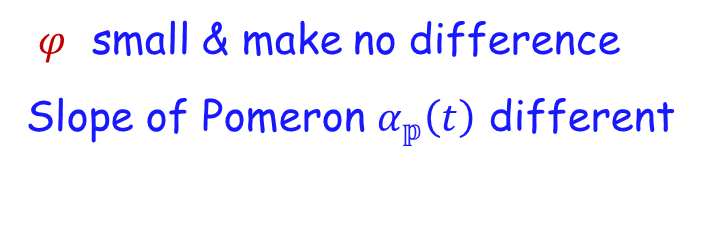 φ small & make no difference
Slope of Pomeron α_ℙ(t) different